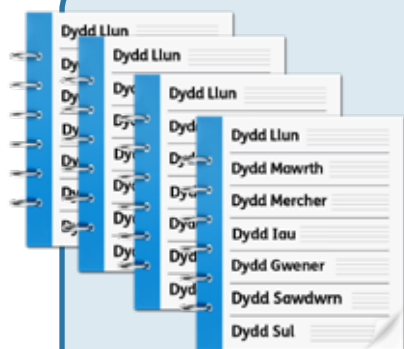 Dydd Llun
Dydd Llun
Dydd Llun
Dydd Llun
Dydd Mawrth
Dydd Mercher
Dydd Iau
Dydd Gwener
Dydd Sadwrn
Dydd Sul